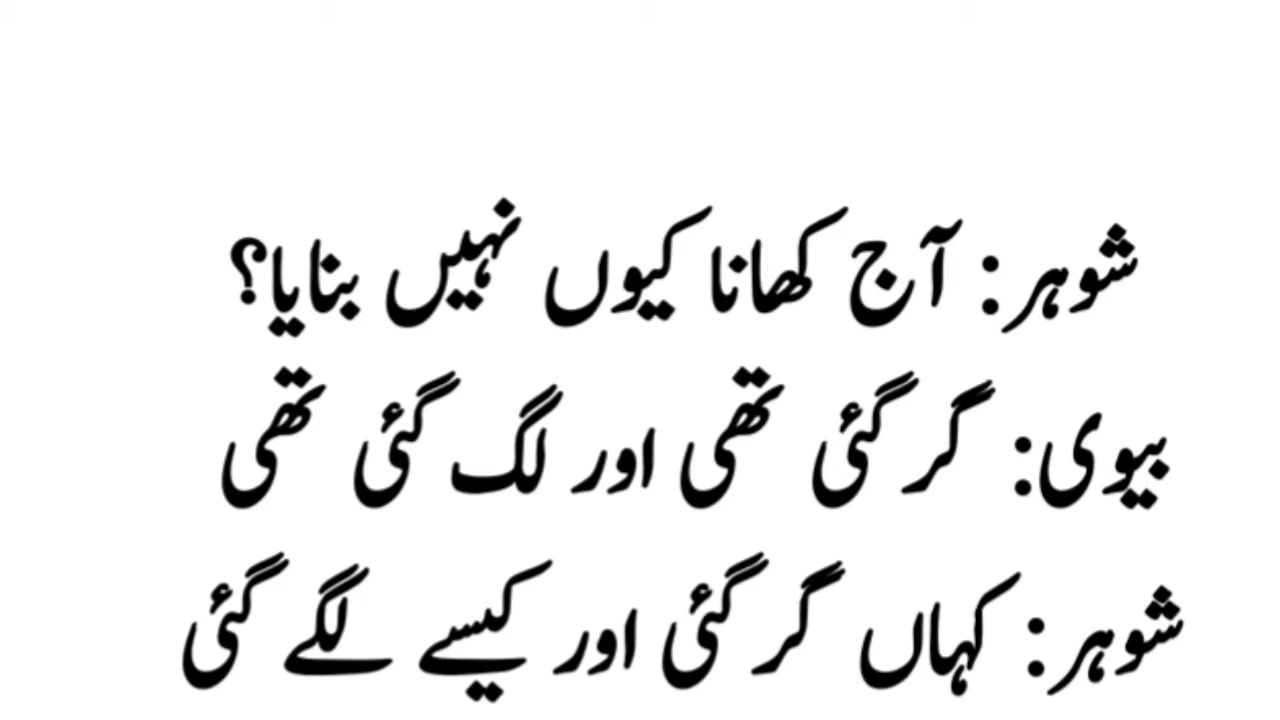 شوہر: آج کھانا کیوں نہیں بنایا؟
بیوی: گر گئی تھی اور لگ گئی تھی
شوہر: کہاں گر گئی اور کیسے لگے گئی